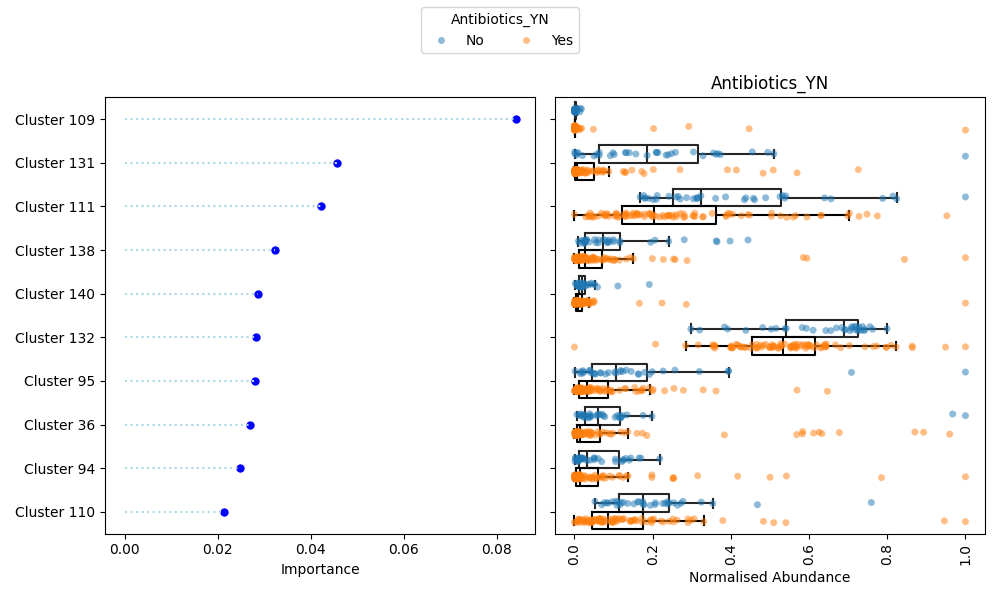 Antibiotics_YN
No Yes
Antibiotics_YN
Cluster 109
Cluster 131
Cluster 111
Cluster 138
Cluster 140
Cluster 132
Cluster 95
Cluster 36
Cluster 94
Cluster 110
0.00 0.02 0.04 0.06 0.08
Importance
0.0 0.2 0.4 0.6 0.8 1.0
Normalised Abundance